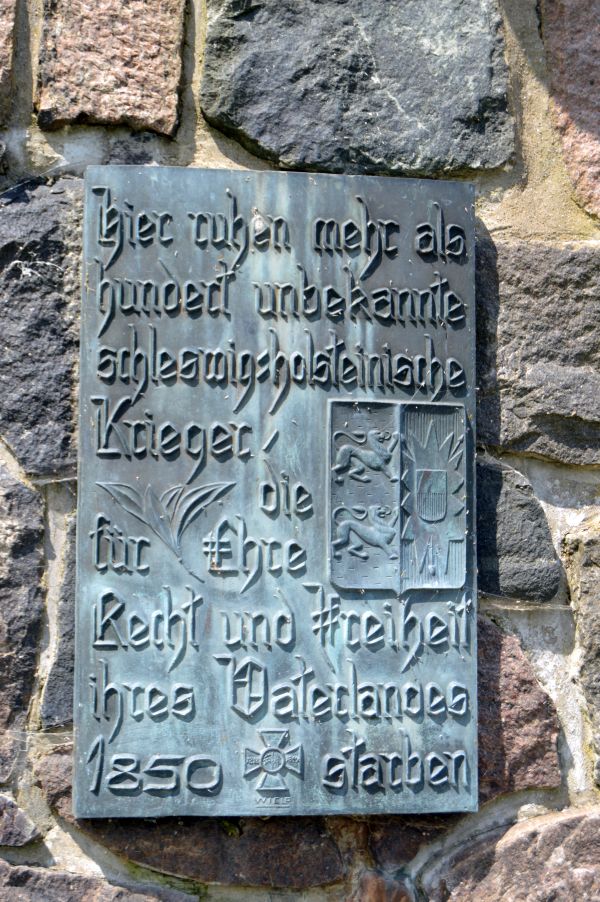 Hier ruhen mehr als
hundert unbekannte
schleswig-holsteinische
Krieger, die
für Ehre
Recht und Freiheit
ihres Vaterlandes
1850 starben